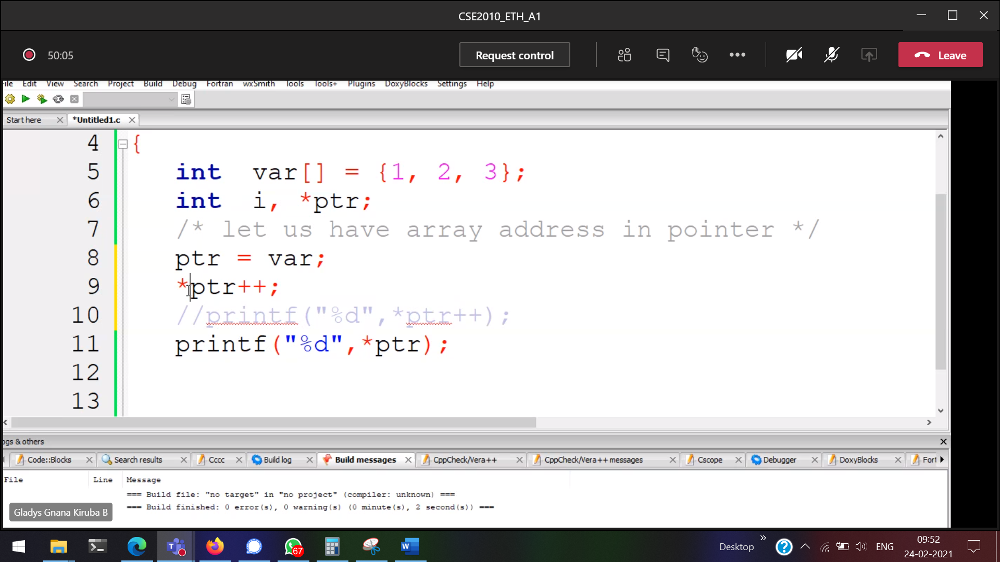 CSE2010_ETH_A1
50:05
Request control
Leave
ile Edit View Search Project Build Debug Fortran wxSmith Tools Tools+ Plugins DoxyBlocks Settings Help
Start here
*Untitled1.c
4 {
5 int var[] = {1, 2, 3};
6 int i, *ptr;
7 /* let us have array address in pointer */
8 ptr = var;
9 *ptr++;
10 //printf("%d",*ptr++);
11 printf("%d",*ptr);
12
13
ogs & others
Code::Blocks Search results Cccc Build log Build messages CppCheck/Vera++ CppCheck/Vera++ messages Cscope Debugger DoxyBlocks Fort
File Line Message
=== Build file: "no target" in "no project" (compiler: unknown) ===
=== Build finished: 0 error(s), 0 warning(s) (0 minute(s), 2 second(s)) ===
Gladys Gnana Kiruba B
67
Desktop
ENG
09:52
24-02-2021